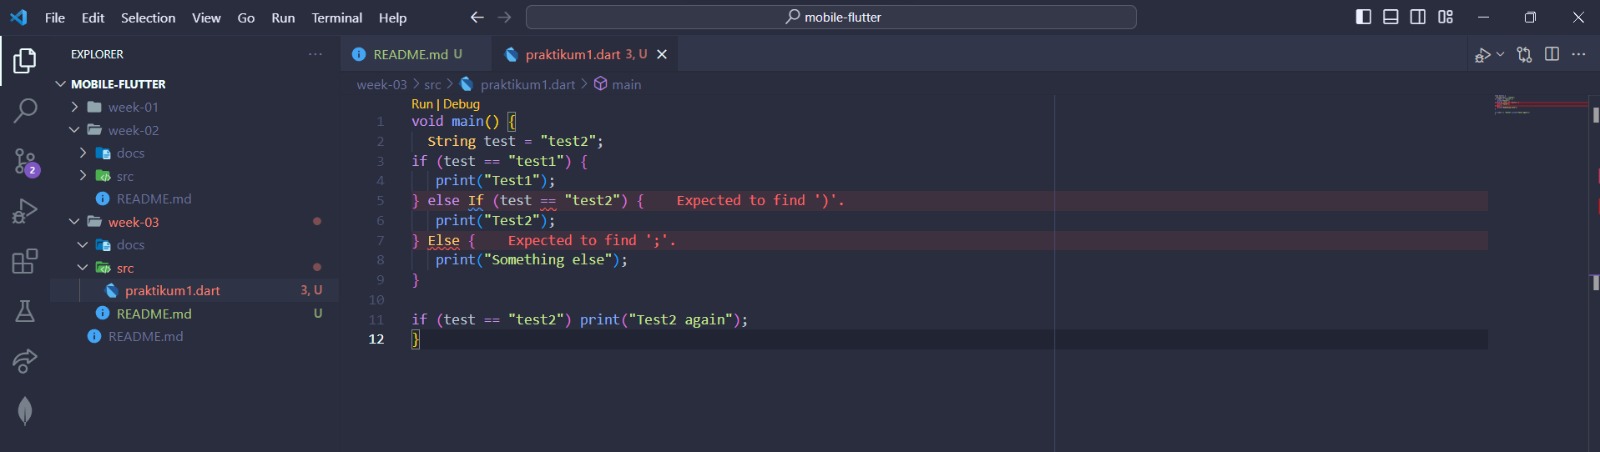 File Edit Selection View Go Run Terminal Help
mobile-flutter
EXPLORER
MOBILE-FLUTTER
week-01
week-02
docs
src
README.md
week-03
docs
src
praktikum1.dart 3, U
README.md U
README.md
2
README.md U
praktikum1.dart 3, U
week-03 src praktikum1.dart main
Run | Debug
1 void main() {
2 String test = "test2";
3 if (test == "test1") {
4 print("Test1");
5 } else If (test == "test2") { Expected to find ')'.
6 print("Test2");
7 } Else { Expected to find ';'.
8 print("Something else");
9 }
10
11 if (test == "test2") print("Test2 again");
12 }